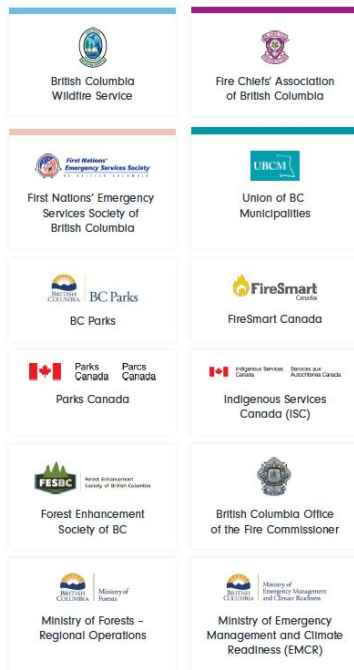 British Columbia
Wildfire Service
Fire Chiefs' Association
of British Columbia
First Nations'
Emergency Services Society
OF BRITISH COLUMBIA
First Nations' Emergency
Services Society of
British Columbia
UBCM
Union of BC
Municipalities
BRITISH
COLUMBIA
BC Parks
BC Parks
FireSmart
Canada
FireSmart Canada
Parks
Canada
Parcs
Canada
Parks Canada
Indigenous Services
Canada
Services aux
Autochtones Canada
Indigenous Services
Canada (ISC)
FESBC
Forest Enhancement
Society of British Columbia
Forest Enhancement
Society of BC
British Columbia Office
of the Fire Commissioner
BRITISH
COLUMBIA
Ministry of
Forests
Ministry of Forests –
Regional Operations
BRITISH
COLUMBIA
Ministry of
Emergency Management
and Climate Readiness
Ministry of Emergency
Management and Climate
Readiness (EMCR)